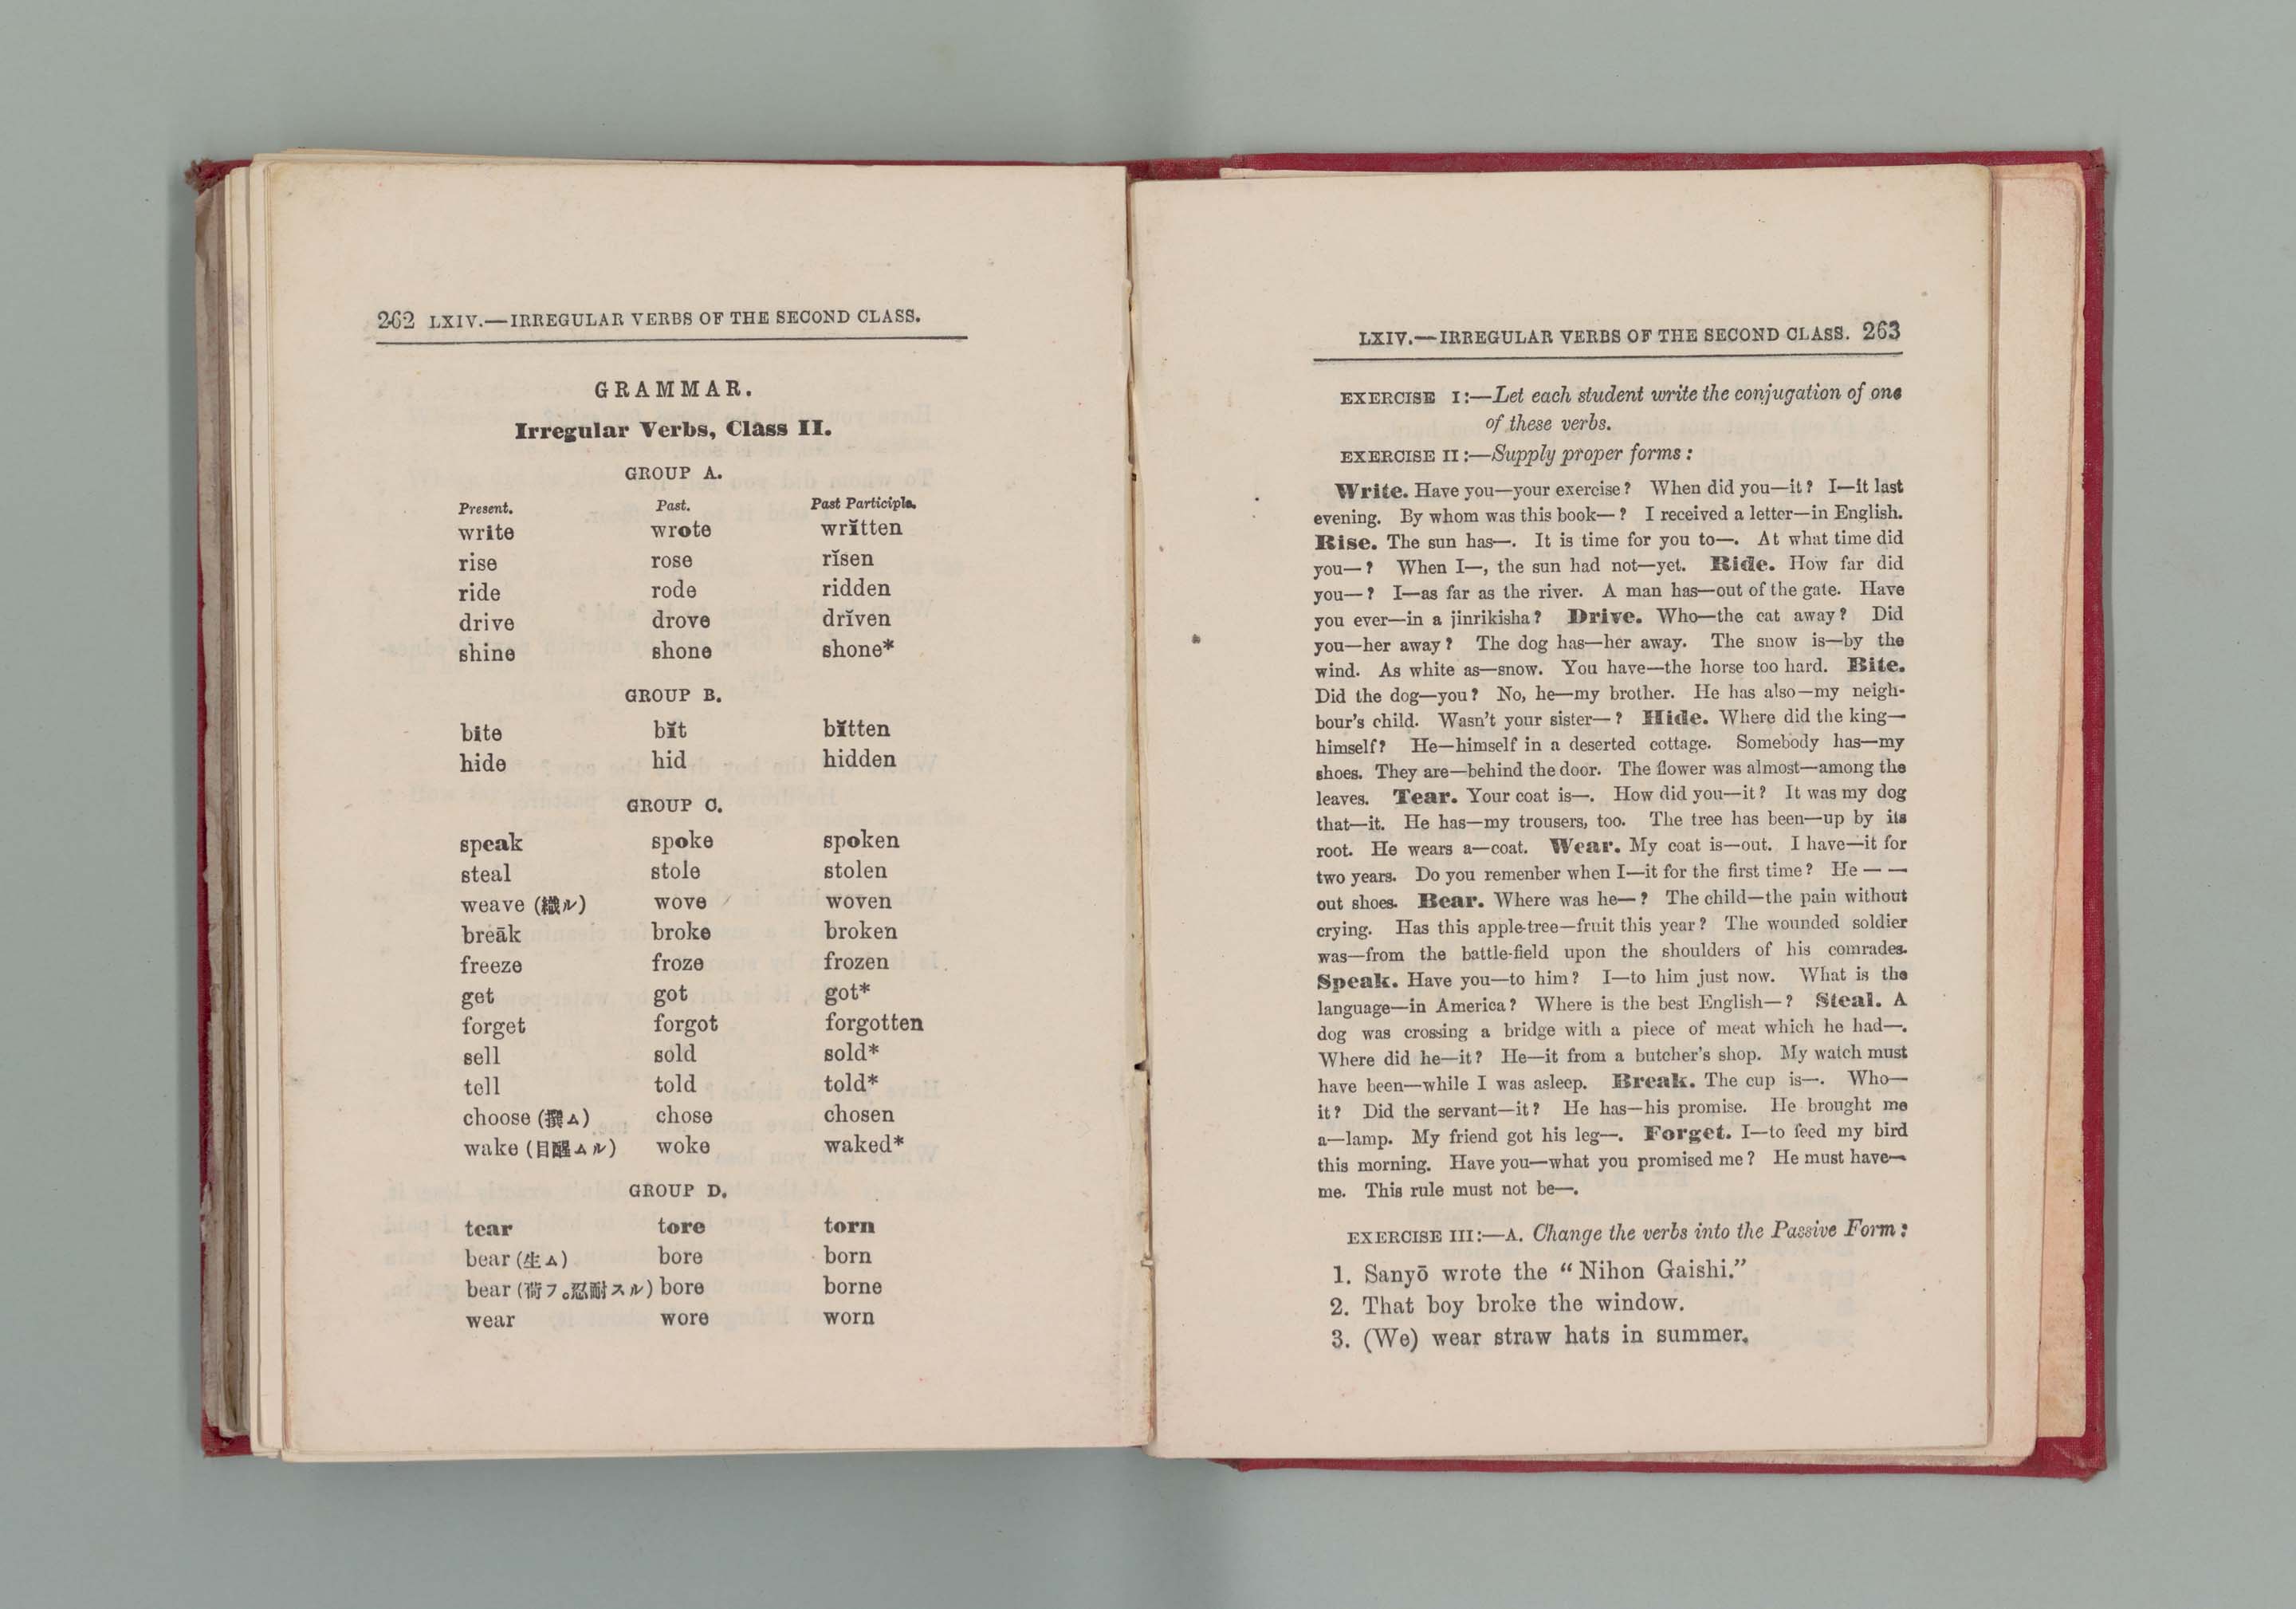 262 LXIV.—IRREGULAR VERBS OF THE SECOND CLASS.
GRAMMAR.
Irregular Verbs, Class II.
GROUP A.
Present. Past. Past Participle.
write wrote wrĭtten
rise rose rĭsen
ride rode ridden
drive drove drĭven
shine shone shone*
GROUP B.
bite bĭt bĭtten
hide hid hidden
GROUP C.
speak spoke spoken
steal stole stolen
weave (織ル) wove woven
breāk broke broken
freeze froze frozen
get got got*
forget forgot forgotten
sell sold sold*
tell told told*
choose (撰ム) chose chosen
wake (目醒ムル) woke waked*
GROUP D.
tear tore torn
bear (生ム) bore born
bear (荷フ。忍耐スル) bore borne
wear wore worn
LXIV.—IRREGULAR VERBS OF THE SECOND CLASS. 263
EXERCISE I:—Let each student write the conjugation of one
of these verbs.
EXERCISE II:—Supply proper forms:
Write. Have you—your exercise? When did you—it? I—it last
evening. By whom was this book—? I received a letter—in English.
Rise. The sun has—. It is time for you to—. At what time did
you—? When I—, the sun had not—yet. Ride. How far did
you—? I—as far as the river. A man has—out of the gate. Have
you ever—in a jinrikisha? Drive. Who—the cat away? Did
you—her away? The dog has—her away. The snow is—by the
wind. As white as—snow. You have—the horse too hard. Bite.
Did the dog—you? No, he—my brother. He has also—my neigh-
bour's child. Wasn't your sister—? Hide. Where did the king—
himself? He—himself in a deserted cottage. Somebody has—my
shoes. They are—behind the door. The flower was almost—among the
leaves. Tear. Your coat is—. How did you—it? It was my dog
that—it. He has—my trousers, too. The tree has been—up by its
root. He wears a—coat. Wear. My coat is—out. I have—it for
two years. Do you remenber when I—it for the first time? He — —
out shoes. Bear. Where was he—? The child—the pain without
crying. Has this apple-tree—fruit this year? The wounded soldier
was—from the battle-field upon the shoulders of his comrades.
Speak. Have you—to him? I—to him just now. What is the
language—in America? Where is the best English—? Steal. A
dog was crossing a bridge with a piece of meat which he had—.
Where did he—it? He—it from a butcher's shop. My watch must
have been—while I was asleep. Break. The cup is—. Who—
it? Did the servant—it? He has—his promise. He brought me
a—lamp. My friend got his leg—. Forget. I—to feed my bird
this morning. Have you—what you promised me? He must have—
me. This rule must not be—.
EXERCISE III:—A. Change the verbs into the Passive Form:
1. Sanyō wrote the “Nihon Gaishi.”
2. That boy broke the window.
3. (We) wear straw hats in summer.